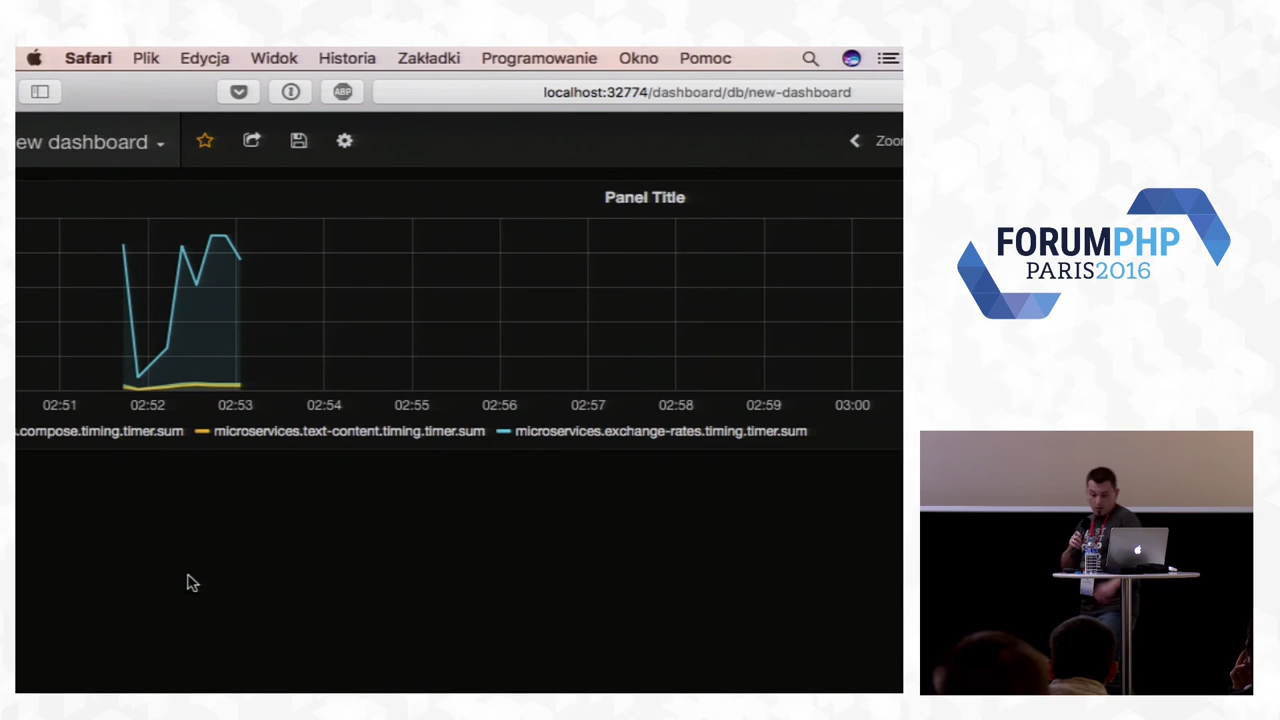 Safari Plik Edycja Widok Historia Zakładki Programowanie Okno Pomoc
ABP
localhost:32774/dashboard/db/new-dashboard
ew dashboard
Zoo
Panel Title
02:51 02:52 02:53 02:54 02:55 02:56 02:57 02:58 02:59 03:00
.compose.timing.timer.sum microservices.text-content.timing.timer.sum microservices.exchange-rates.timing.timer.sum
FORUMPHP
PARIS2016